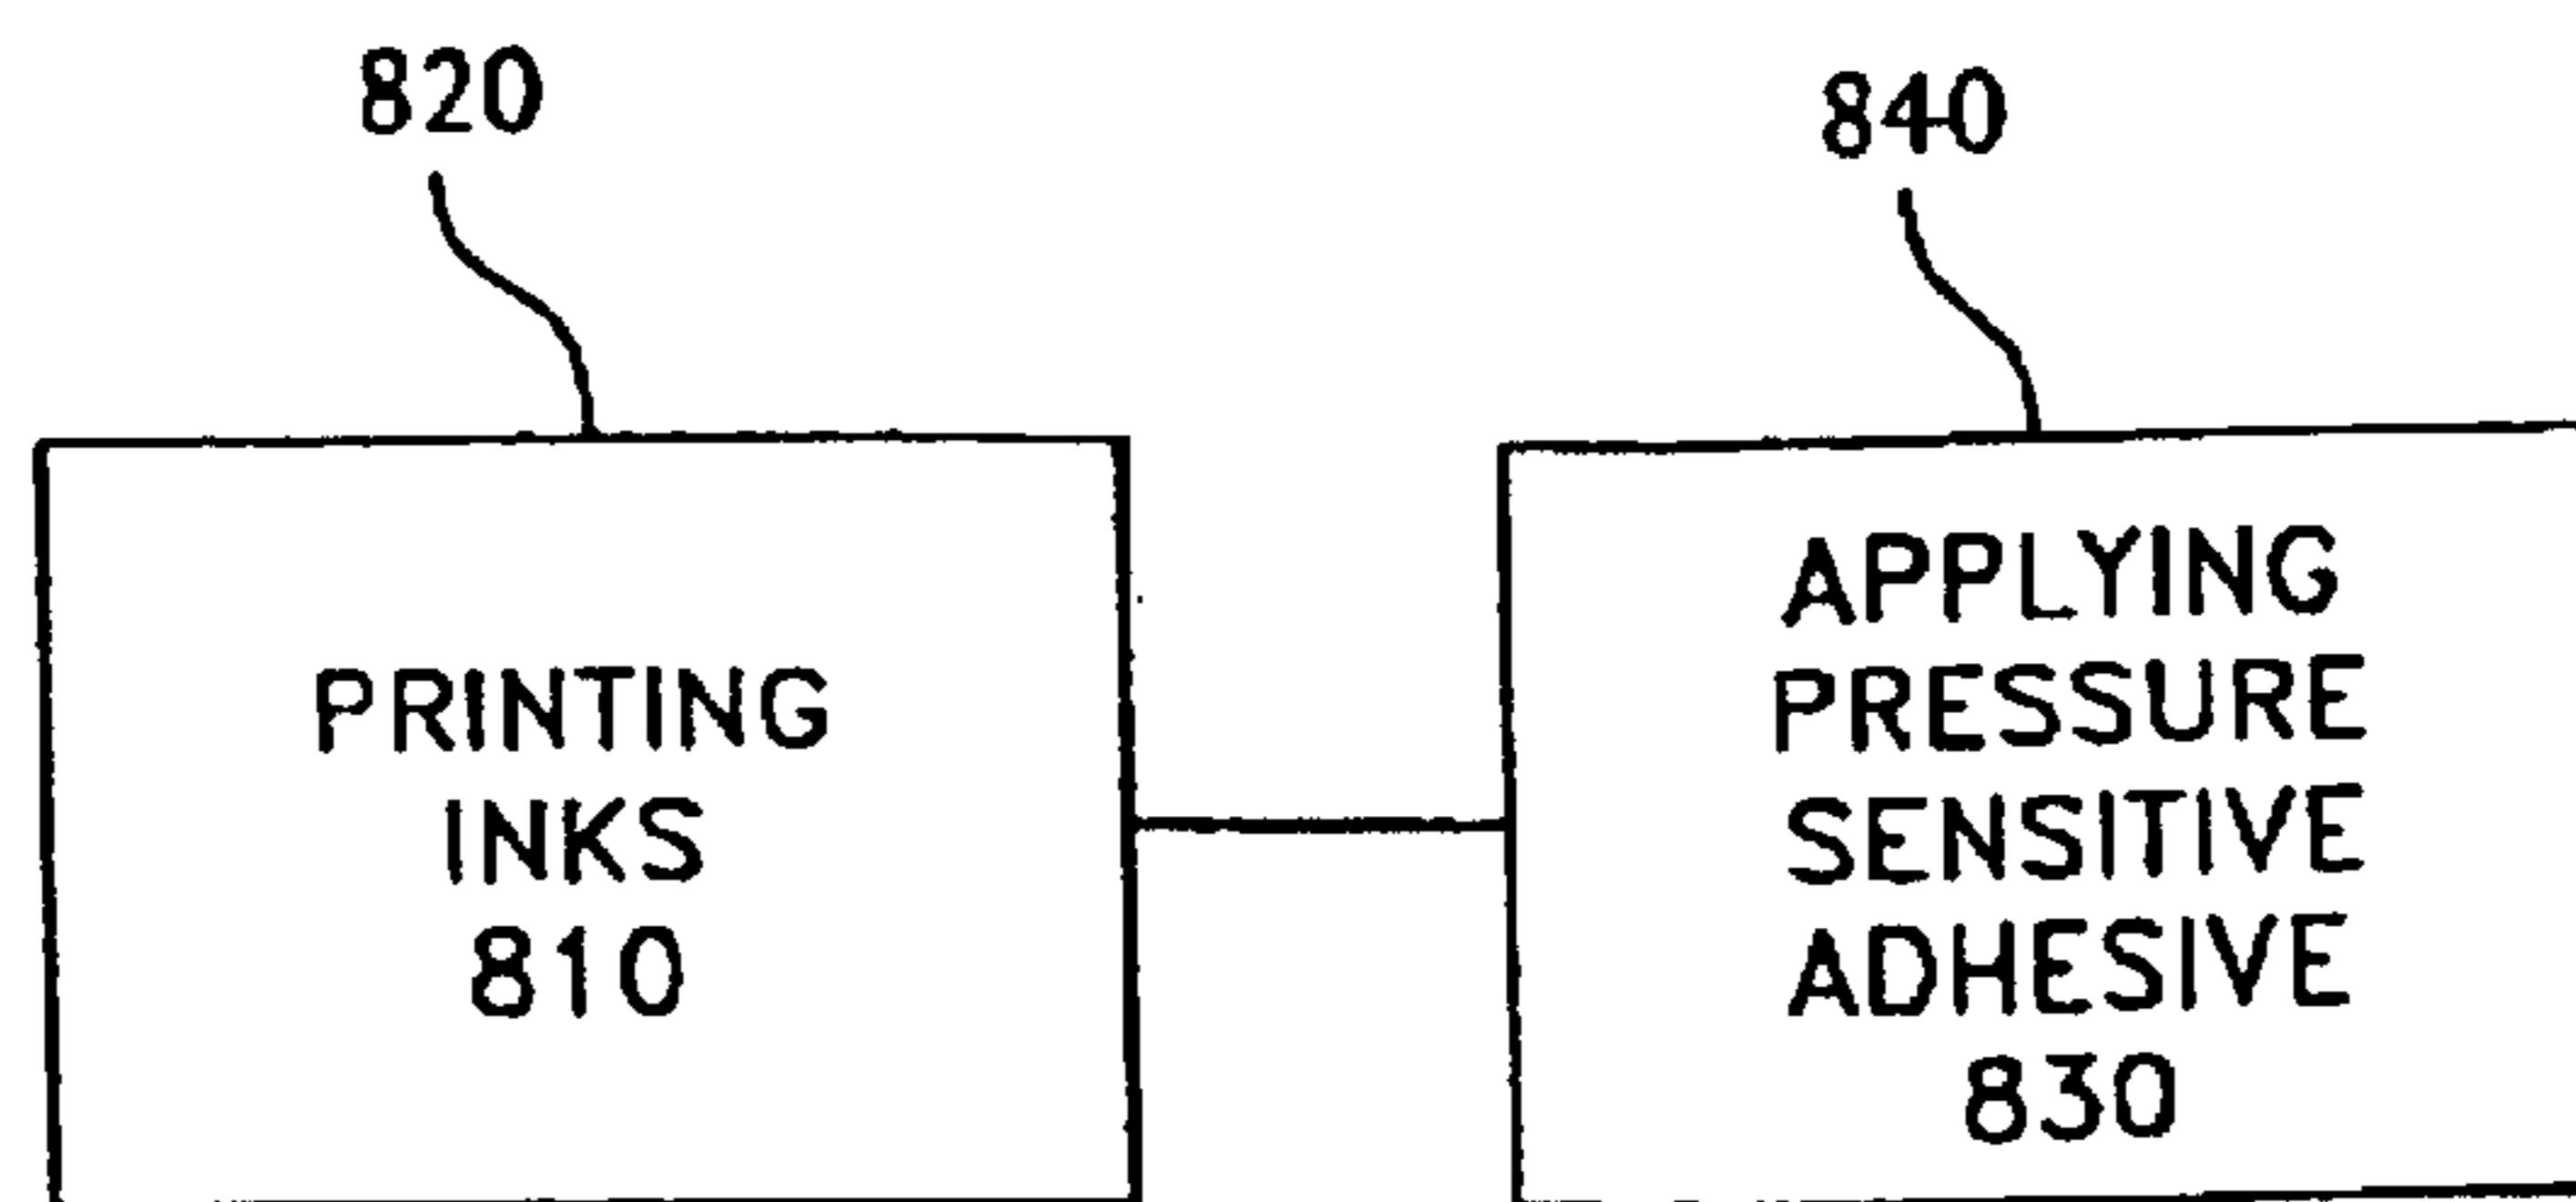 820
840
PRINTING
INKS
810
APPLYING
PRESSURE
SENSITIVE
ADHESIVE
830